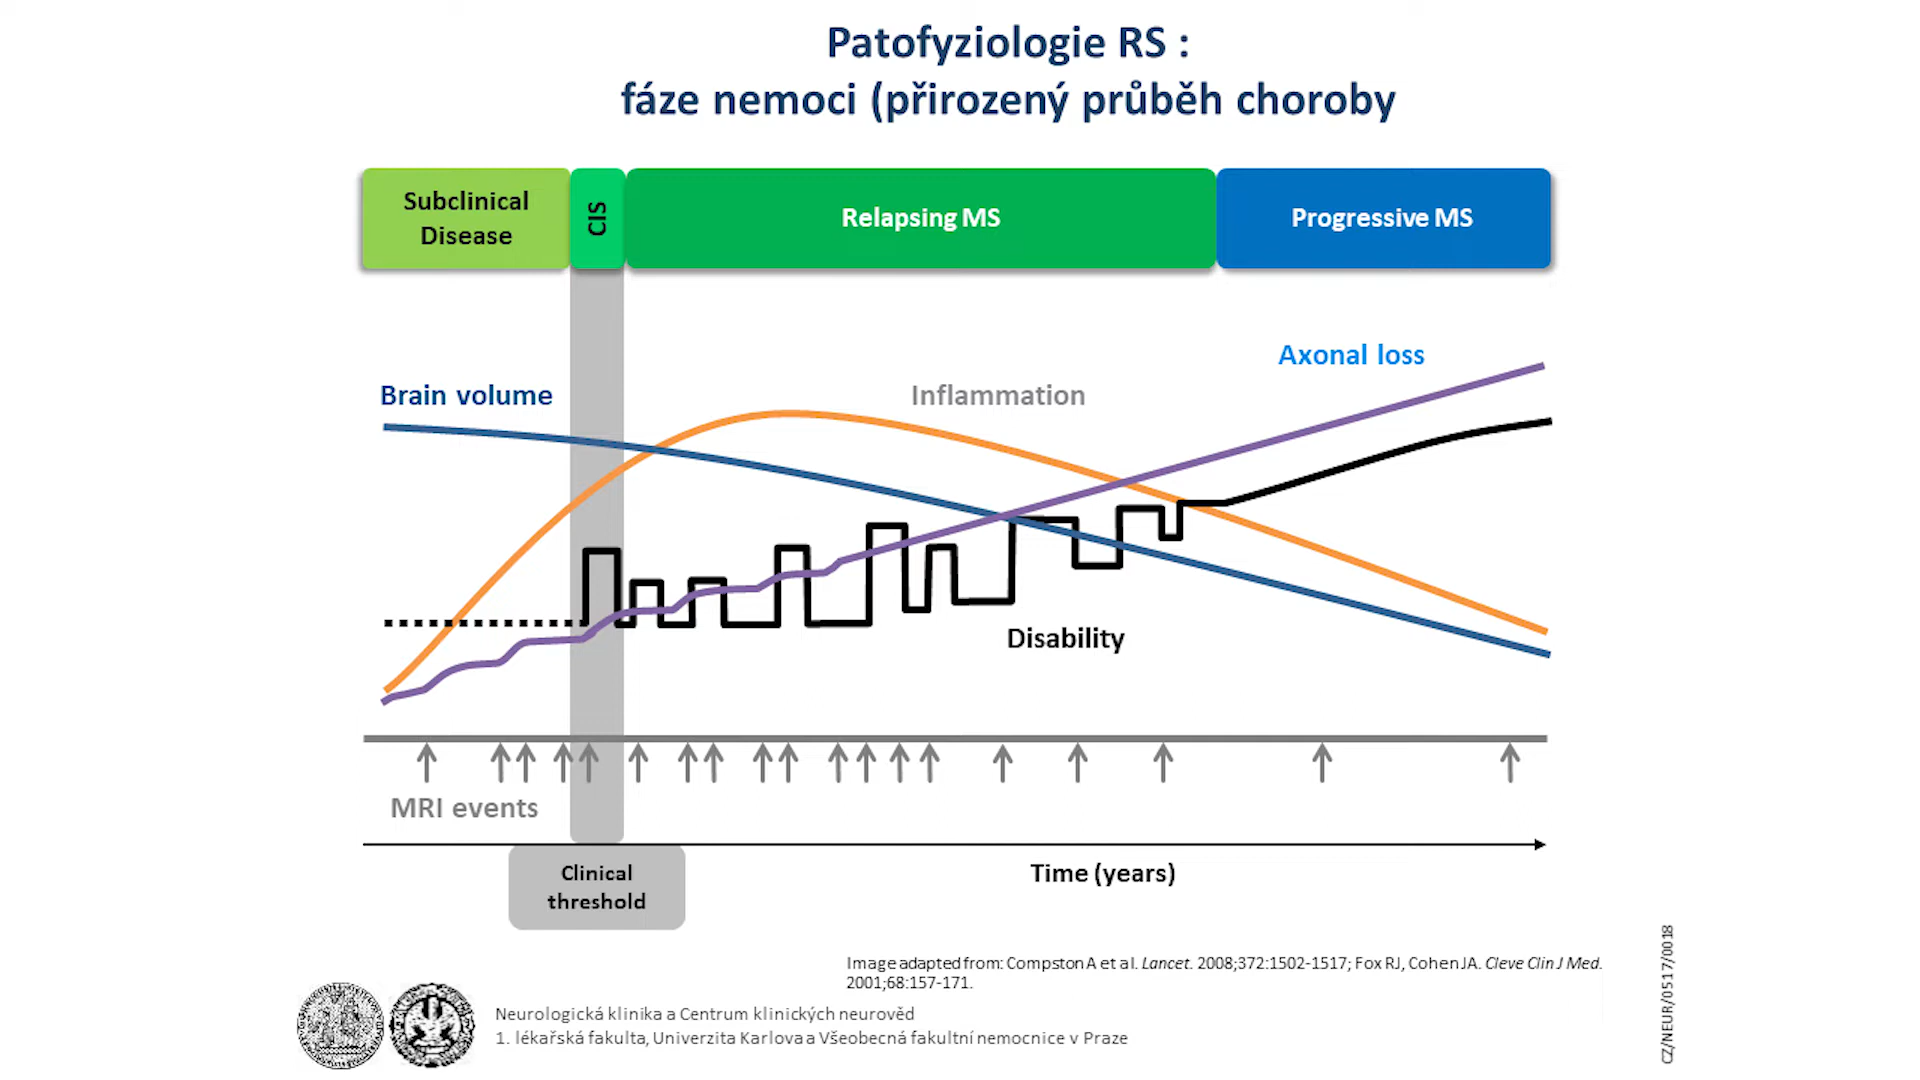 Patofyziologie RS :
fáze nemoci (přirozený průběh choroby
Subclinical
Disease
CIS
Relapsing MS
Progressive MS
Axonal loss
Brain volume
Inflammation
Disability
MRI events
Clinical
threshold
Time (years)
Image adapted from: Compston A et al. Lancet. 2008;372:1502-1517; Fox RJ, Cohen JA. Cleve Clin J Med.
2001;68:157-171.
Neurologická klinika a Centrum klinických neurověd
1. lékařská fakulta, Univerzita Karlova a Všeobecná fakultní nemocnice v Praze
CZ/NEUR/0517/0018